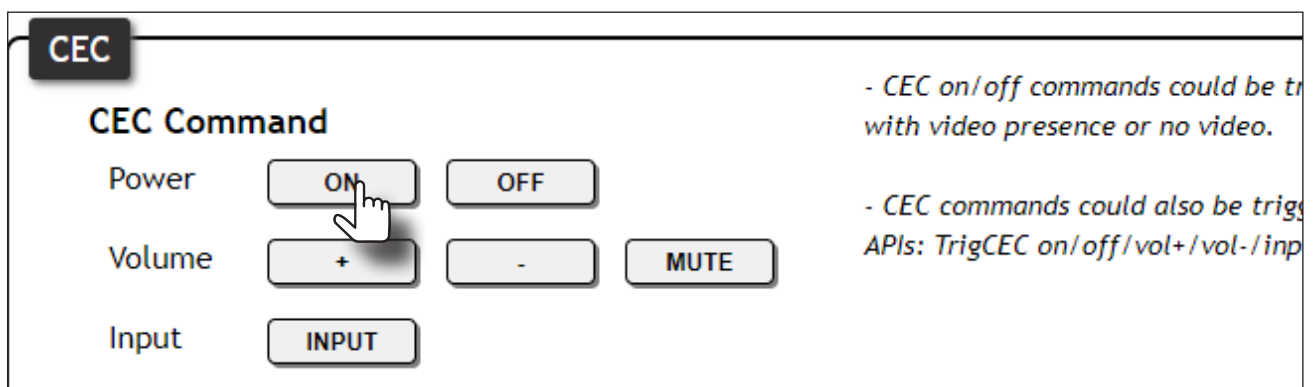 CEC
CEC Command
Power ON OFF
Volume + - MUTE
Input INPUT
- CEC on/off commands could be
with video presence or no video.
- CEC commands could also be
APIs: TrigCEC on/off/vol+/vol-/inp